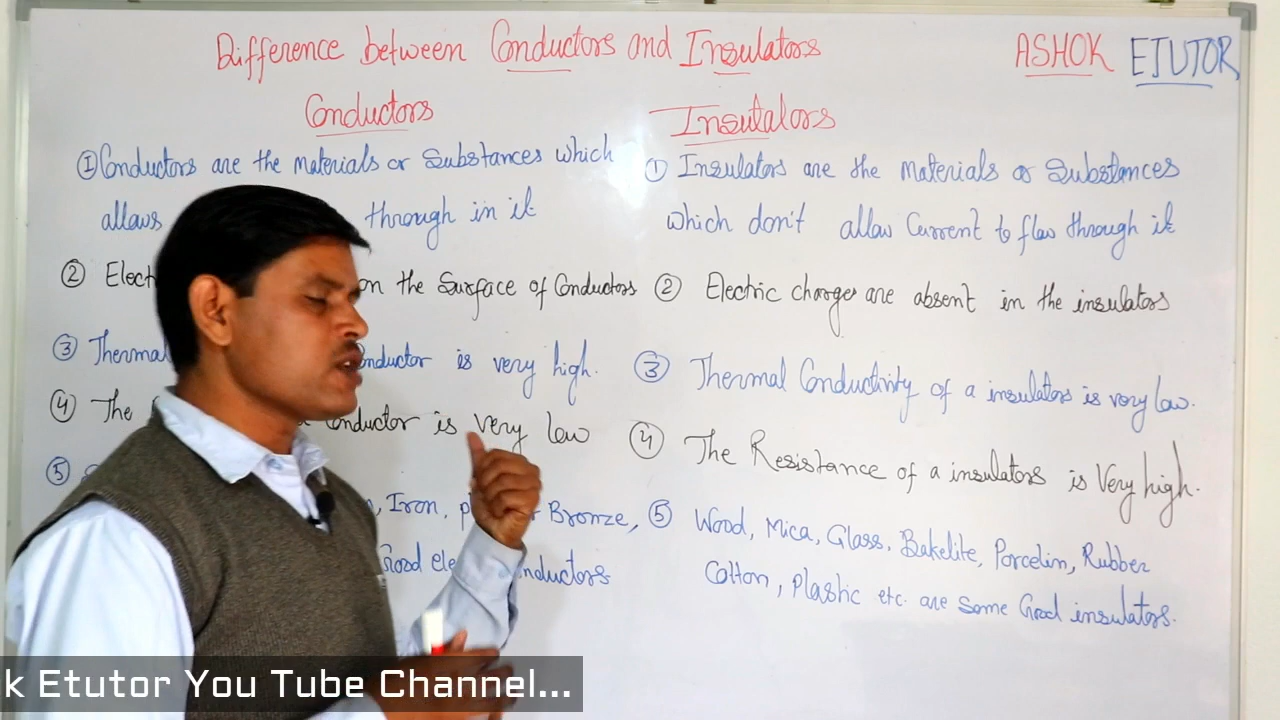 Difference between Conductors and Insulators
ASHOK ETUTOR
Conductors
① Conductors are the materials or Substances which
allows through in it
② Elect on the Surface of Conductors
③ Thermal onductor is very high.
④ The onductor is very low
⑤
, Iron, Bronze,
Good ele nductors
Insulators
① Insulators are the Materials or Substances
which don't allow Current to flow through it
② Electric charges are absent in the insulators
③ Thermal Conductivity of a insulators is very low.
④ The Resistance of a insulators is Very high.
⑤ Wood, Mica, Glass, Bakelite, Porcelin, Rubber
Cotton, Plastic etc. are Some Good insulators.
k Etutor You Tube Channel...